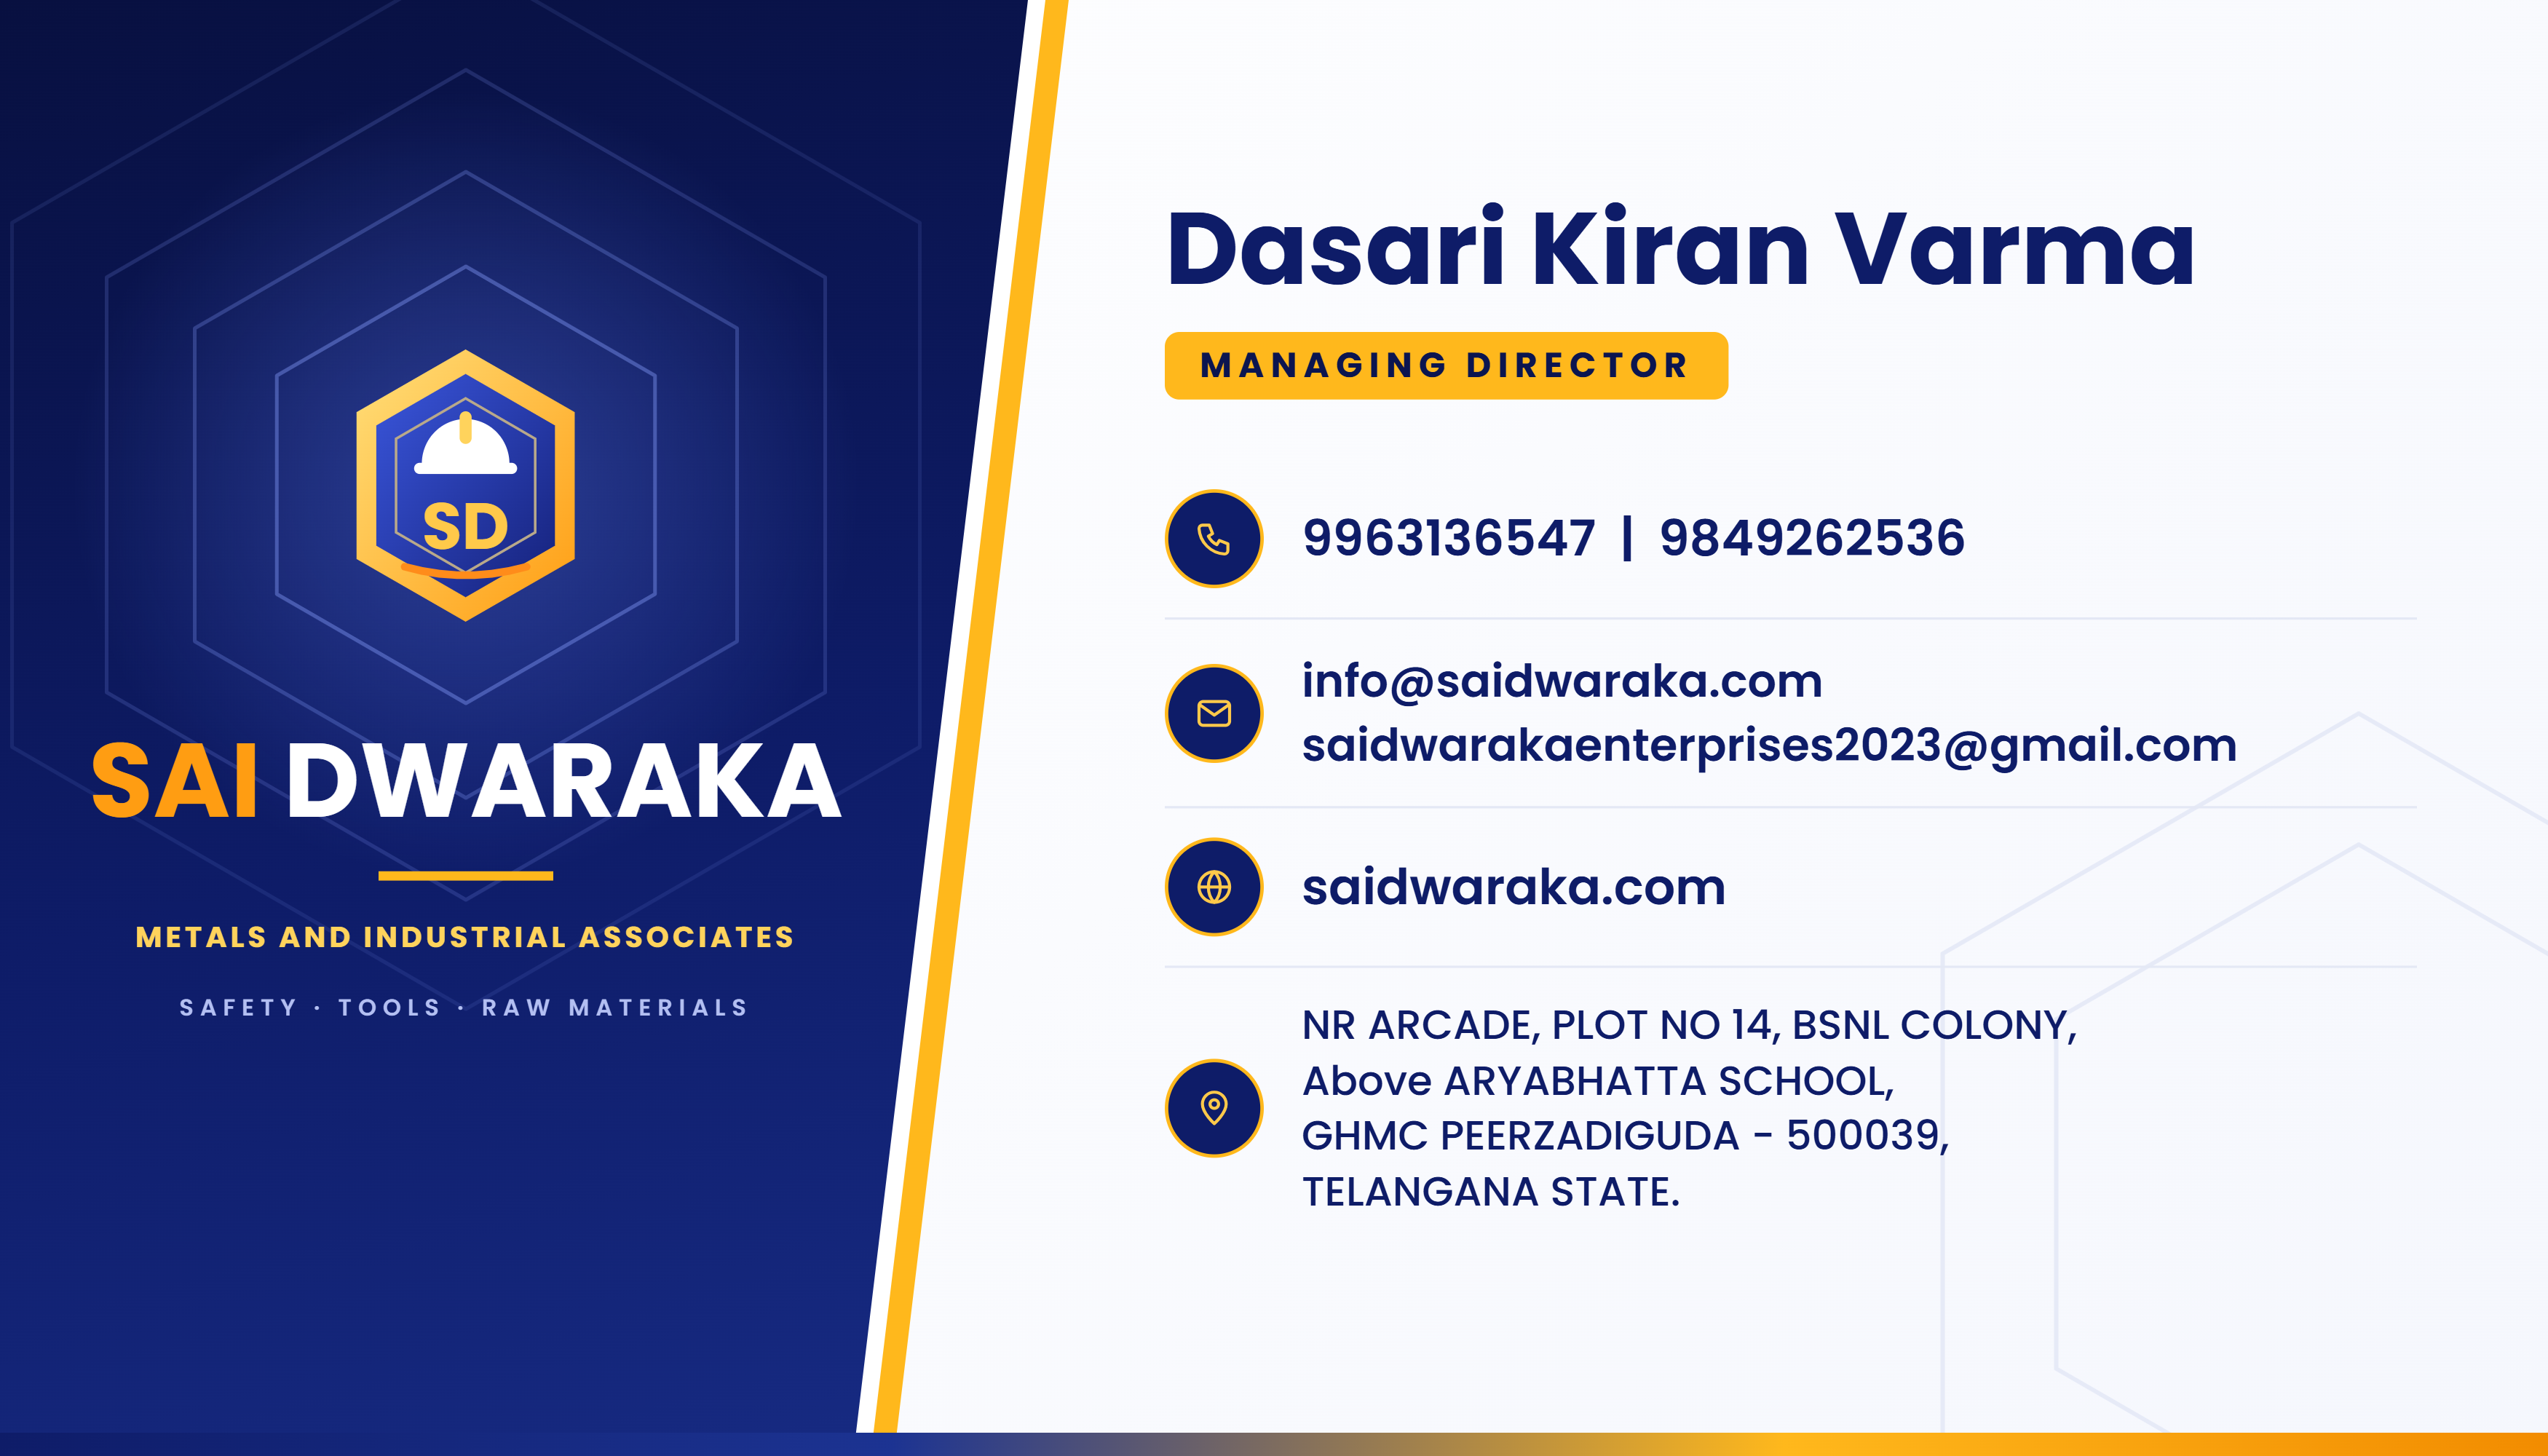 SD
SAI DWARAKA
METALS AND INDUSTRIAL ASSOCIATES
SAFETY · TOOLS · RAW MATERIALS
Dasari Kiran Varma
MANAGING DIRECTOR
9963136547 | 9849262536
info@saidwaraka.com
saidwarakaenterprises2023@gmail.com
saidwaraka.com
NR ARCADE, PLOT NO 14, BSNL COLONY,
Above ARYABHATTA SCHOOL,
GHMC PEERZADIGUDA - 500039,
TELANGANA STATE.